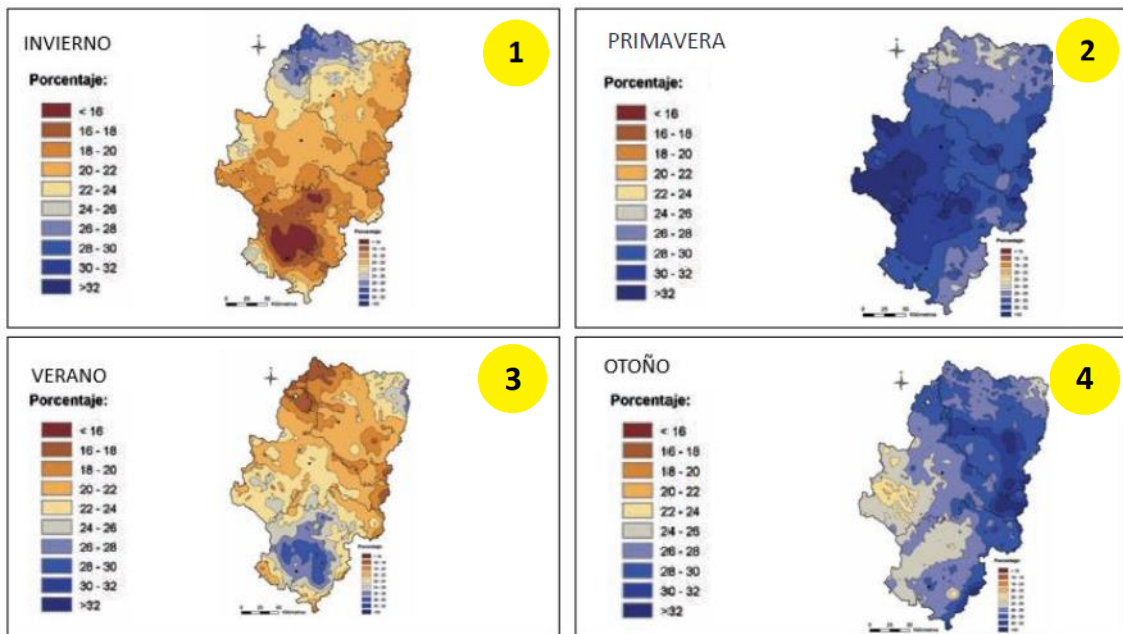 INVIERNO
1
Porcentaje:
< 16
16 - 18
18 - 20
20 - 22
22 - 24
24 - 26
26 - 28
28 - 30
30 - 32
>32
PRIMAVERA
2
Porcentaje:
< 16
16 - 18
18 - 20
20 - 22
22 - 24
24 - 26
26 - 28
28 - 30
30 - 32
>32
VERANO
3
Porcentaje:
< 16
16 - 18
18 - 20
20 - 22
22 - 24
24 - 26
26 - 28
28 - 30
30 - 32
>32
OTOÑO
4
Porcentaje:
< 16
16 - 18
18 - 20
20 - 22
22 - 24
24 - 26
26 - 28
28 - 30
30 - 32
>32